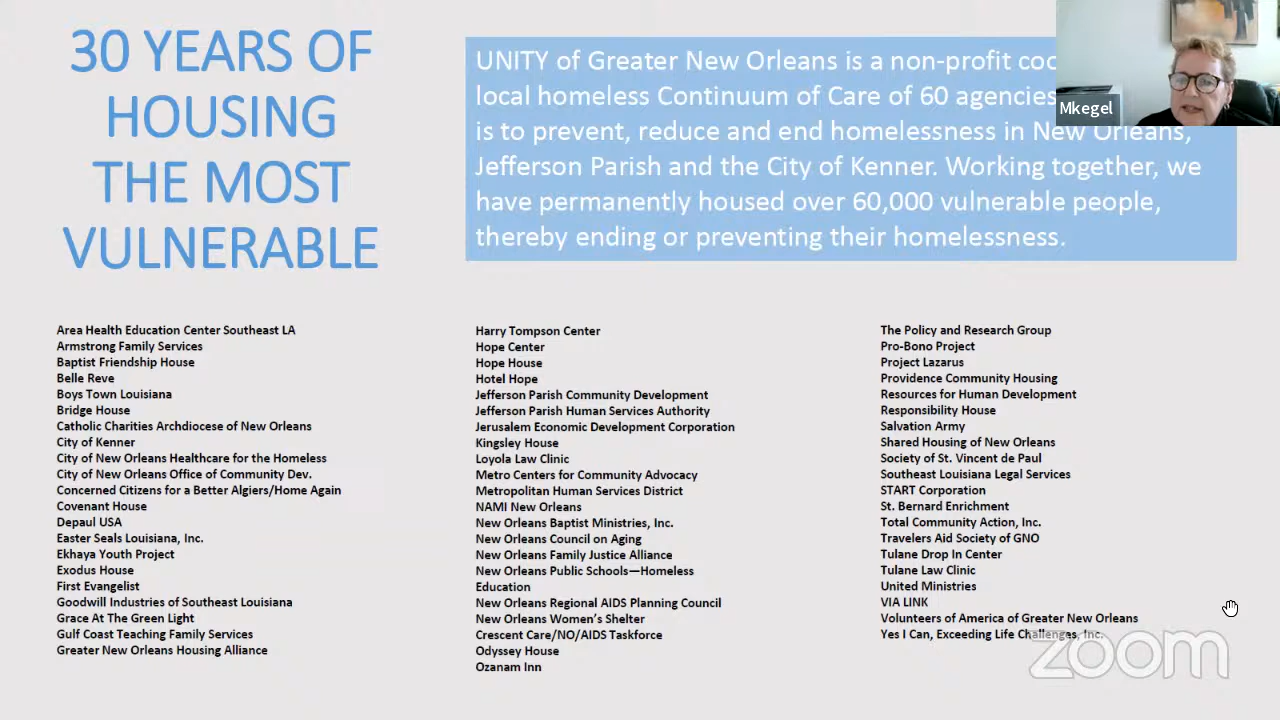 30 YEARS OF
HOUSING
THE MOST
VULNERABLE
UNITY of Greater New Orleans is a non-profit
local homeless Continuum of Care of 60 agencies
is to prevent, reduce and end homelessness in New Orleans,
Jefferson Parish and the City of Kenner. Working together, we
have permanently housed over 60,000 vulnerable people,
thereby ending or preventing their homelessness.
Mkegel
Area Health Education Center Southeast LA
Armstrong Family Services
Baptist Friendship House
Belle Reve
Boys Town Louisiana
Bridge House
Catholic Charities Archdiocese of New Orleans
City of Kenner
City of New Orleans Healthcare for the Homeless
City of New Orleans Office of Community Dev.
Concerned Citizens for a Better Algiers/Home Again
Covenant House
Depaul USA
Easter Seals Louisiana, Inc.
Ekhaya Youth Project
Exodus House
First Evangelist
Goodwill Industries of Southeast Louisiana
Grace At The Green Light
Gulf Coast Teaching Family Services
Greater New Orleans Housing Alliance
Harry Tompson Center
Hope Center
Hope House
Hotel Hope
Jefferson Parish Community Development
Jefferson Parish Human Services Authority
Jerusalem Economic Development Corporation
Kingsley House
Loyola Law Clinic
Metro Centers for Community Advocacy
Metropolitan Human Services District
NAMI New Orleans
New Orleans Baptist Ministries, Inc.
New Orleans Council on Aging
New Orleans Family Justice Alliance
New Orleans Public Schools—Homeless
Education
New Orleans Regional AIDS Planning Council
New Orleans Women's Shelter
Crescent Care/NO/AIDS Taskforce
Odyssey House
Ozanam Inn
The Policy and Research Group
Pro-Bono Project
Project Lazarus
Providence Community Housing
Resources for Human Development
Responsibility House
Salvation Army
Shared Housing of New Orleans
Society of St. Vincent de Paul
Southeast Louisiana Legal Services
START Corporation
St. Bernard Enrichment
Total Community Action, Inc.
Travelers Aid Society of GNO
Tulane Drop In Center
Tulane Law Clinic
United Ministries
VIA LINK
Volunteers of America of Greater New Orleans
Yes I Can, Exceeding Life Challenges, Inc.
zoom